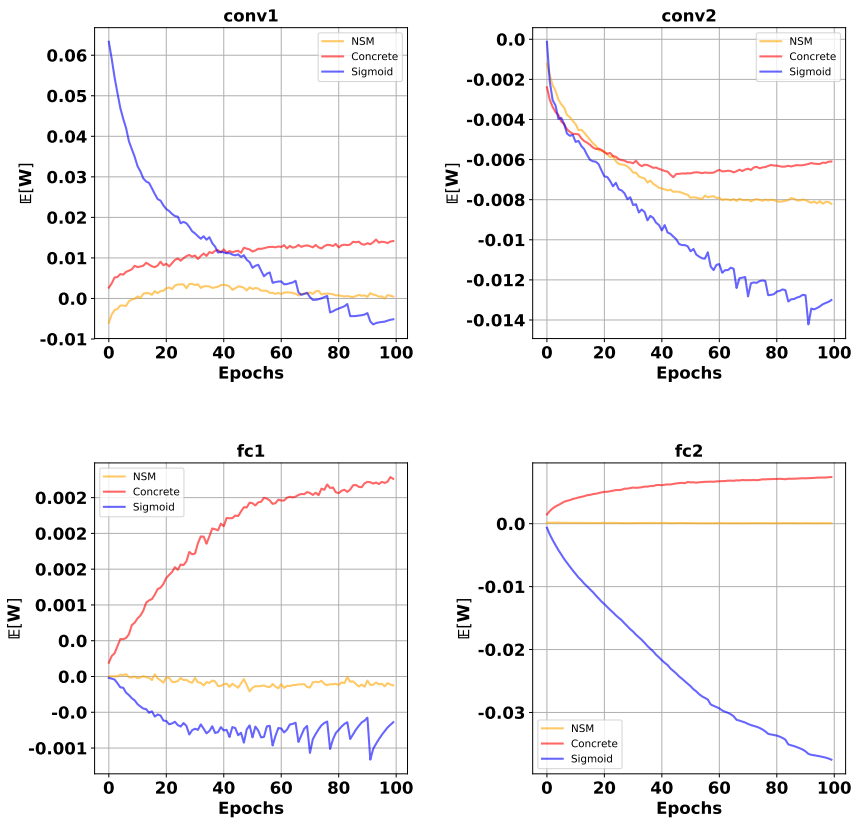 conv1
0.06
0.06
0.04
0.03
0.02
0.01
0.01
0.0
-0.01
𝔼[W]
NSM
Concrete
Sigmoid
0 20 40 60 80 100
Epochs
conv2
0.0
-0.002
-0.004
-0.006
-0.008
-0.01
-0.012
-0.014
𝔼[W]
NSM
Concrete
Sigmoid
0 20 40 60 80 100
Epochs
fc1
0.002
0.002
0.002
0.001
0.0
0.0
-0.0
-0.001
𝔼[W]
NSM
Concrete
Sigmoid
0 20 40 60 80 100
Epochs
fc2
0.0
-0.01
-0.02
-0.03
𝔼[W]
NSM
Concrete
Sigmoid
0 20 40 60 80 100
Epochs